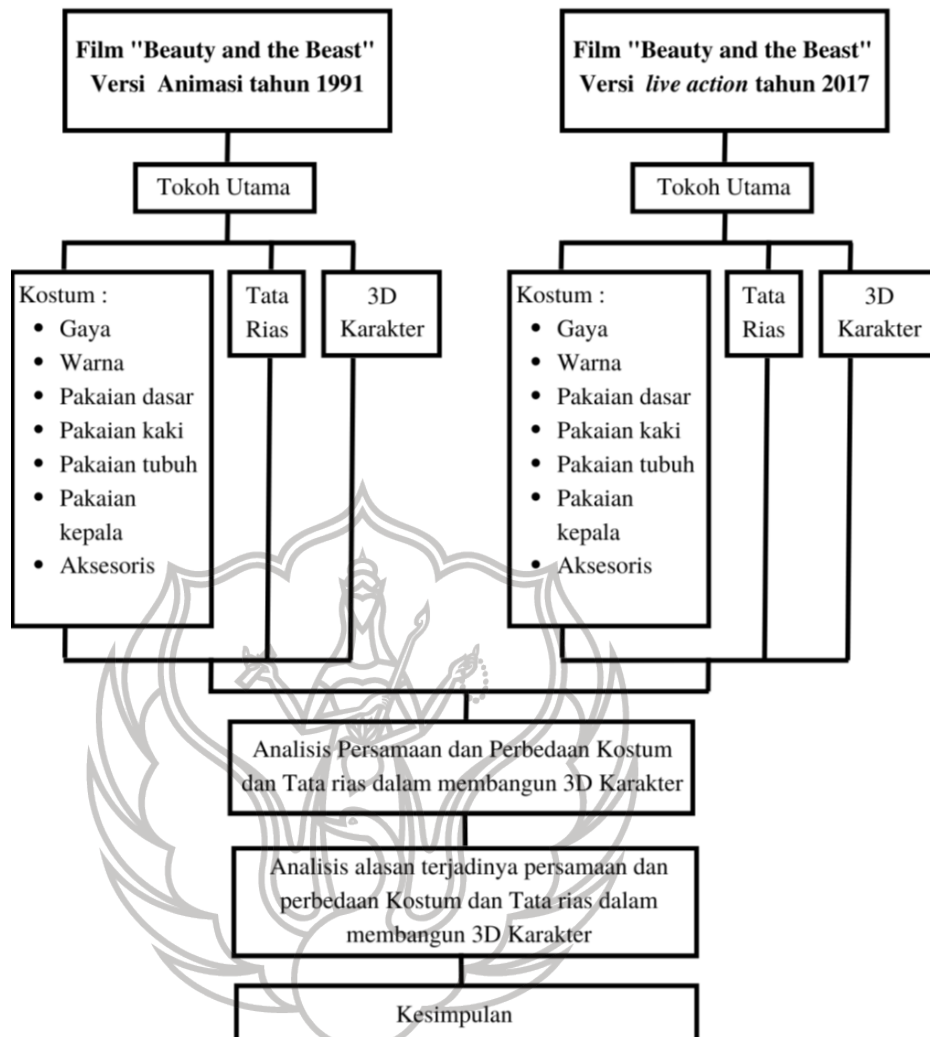 Film "Beauty and the Beast"
Versi Animasi tahun 1991
Tokoh Utama
Kostum :
• Gaya
• Warna
• Pakaian dasar
• Pakaian kaki
• Pakaian tubuh
• Pakaian
kepala
• Aksesoris
Tata
Rias
3D
Karakter
Film "Beauty and the Beast"
Versi live action tahun 2017
Tokoh Utama
Kostum :
• Gaya
• Warna
• Pakaian dasar
• Pakaian kaki
• Pakaian tubuh
• Pakaian
kepala
• Aksesoris
Tata
Rias
3D
Karakter
Analisis Persamaan dan Perbedaan Kostum
dan Tata rias dalam membangun 3D Karakter
Analisis alasan terjadinya persamaan dan
perbedaan Kostum dan Tata rias dalam
membangun 3D Karakter
Kesimpulan